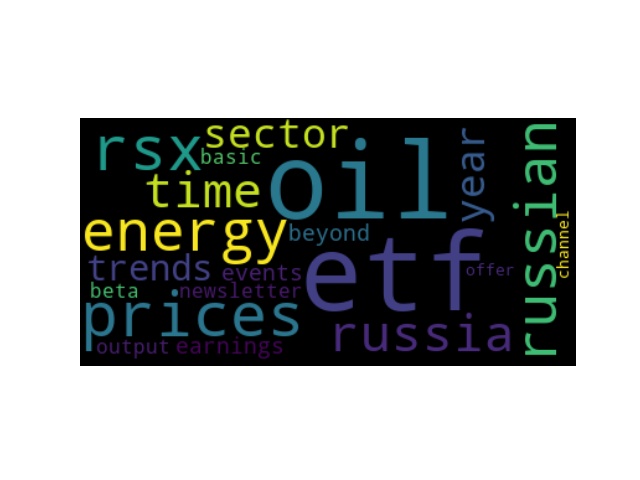 sector
rsx
basic
oil
year
russian
time
energy
beyond
channel
etf
trends
events
offer
beta
newsletter
prices
russia
output
earnings